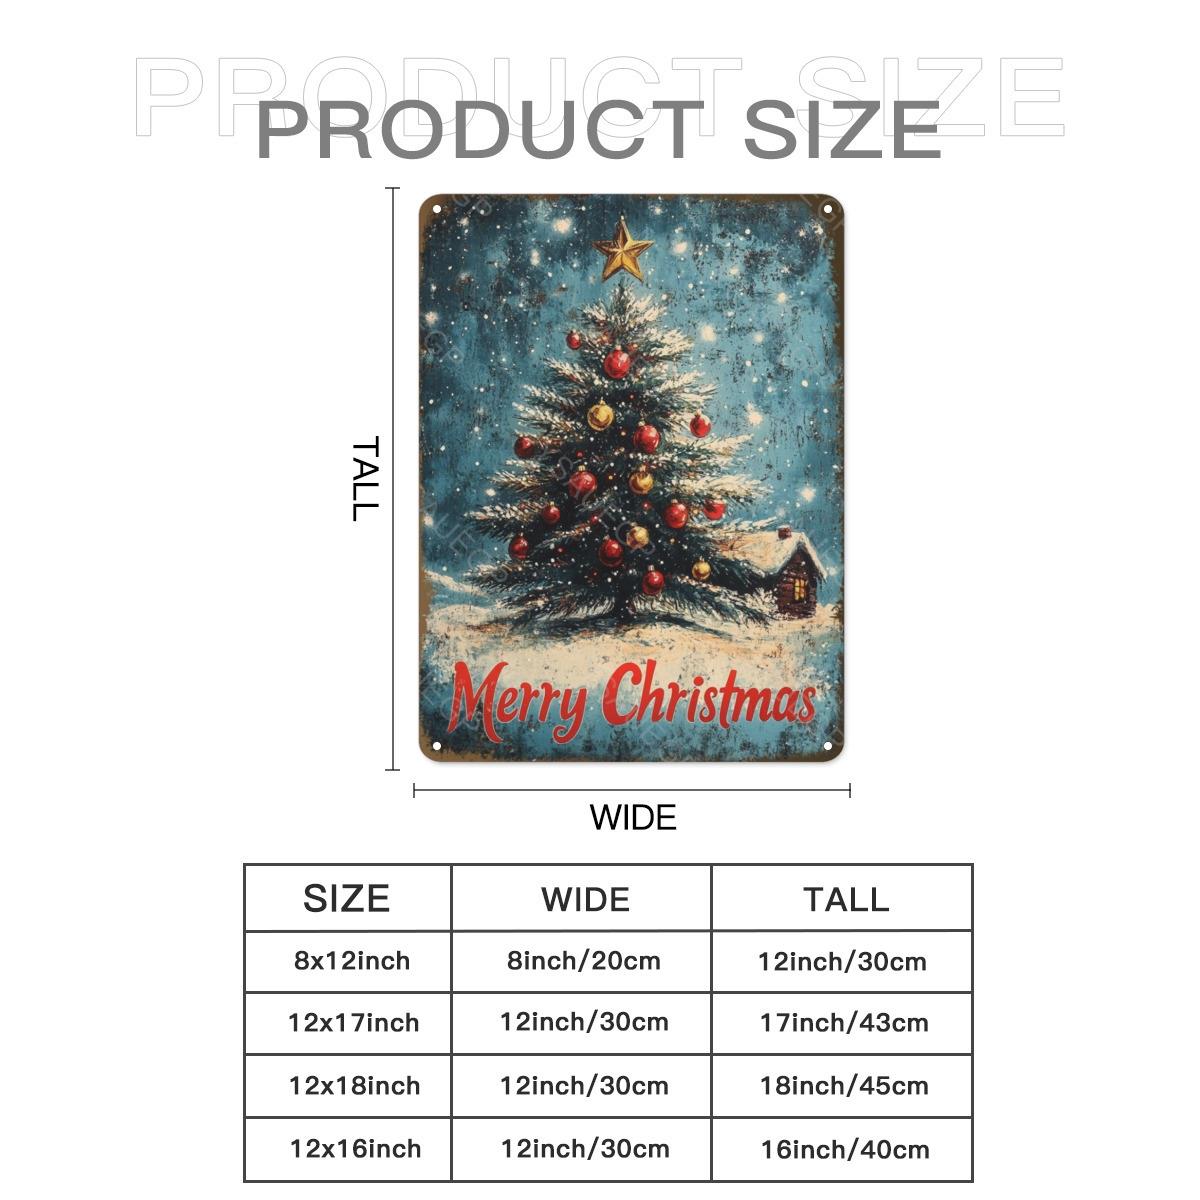 PRODUCT SIZE
PRODUCT SIZE
TALL
Merry Christmas
WIDE
SIZE WIDE TALL
8x12inch 8inch/20cm 12inch/30cm
12x17inch 12inch/30cm 17inch/43cm
12x18inch 12inch/30cm 18inch/45cm
12x16inch 12inch/30cm 16inch/40cm